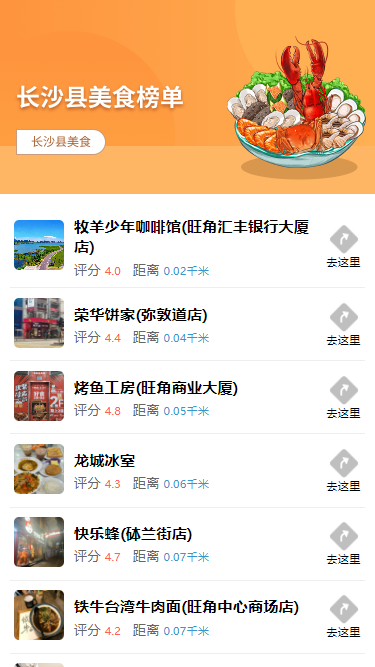 长沙县美食榜单
长沙县美食
牧羊少年咖啡馆(旺角汇丰银行大厦
店)
评分 4.0 距离 0.02千米
去这里
荣华饼家(弥敦道店)
评分 4.4 距离 0.04千米
去这里
烤鱼工房(旺角商业大厦)
评分 4.8 距离 0.05千米
去这里
龙城冰室
评分 4.3 距离 0.06千米
去这里
快乐蜂(砵兰街店)
评分 4.7 距离 0.07千米
去这里
铁牛台湾牛肉面(旺角中心商场店)
评分 4.2 距离 0.07千米
去这里